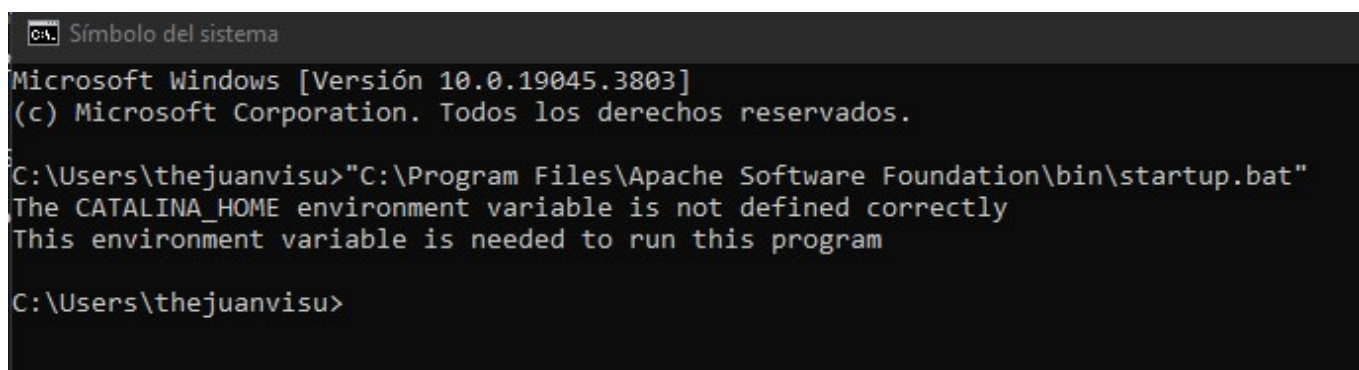 Símbolo del sistema
Microsoft Windows [Versión 10.0.19045.3803]
(c) Microsoft Corporation. Todos los derechos reservados.
C:\Users\thejuanvisu>"C:\Program Files\Apache Software Foundation\bin\startup.bat"
The CATALINA_HOME environment variable is not defined correctly
This environment variable is needed to run this program
C:\Users\thejuanvisu>